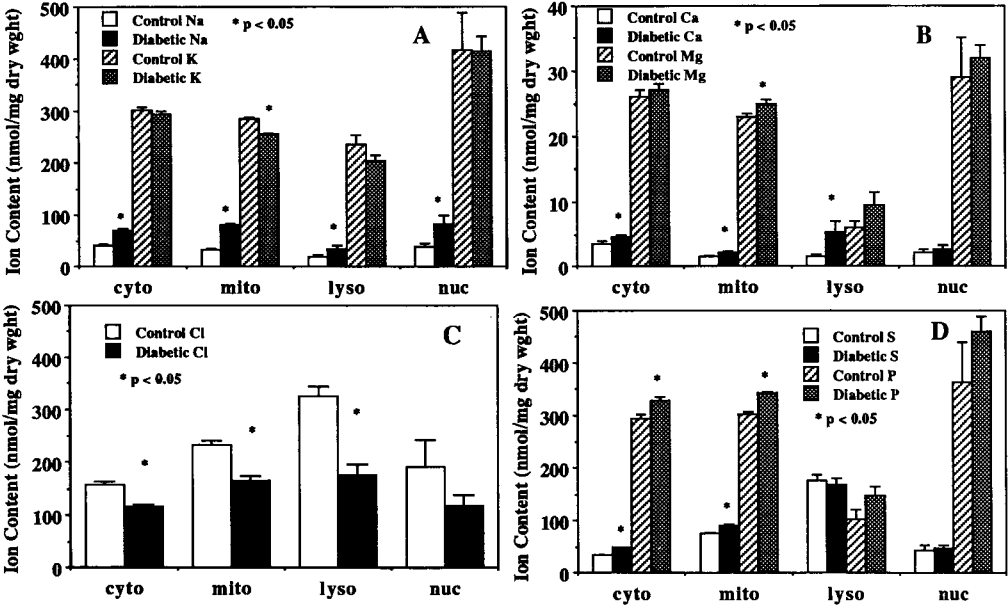 Ion Content (nmol/mg dry wght)
500
400
300
200
100
0
Control Na
Diabetic Na
Control K
Diabetic K
* p < 0.05
A
*
*
*
*
*
cyto mito lyso nuc
Ion Content (nmol/mg dry wght)
40
30
20
10
0
Control Ca
Diabetic Ca
Control Mg
Diabetic Mg
* p < 0.05
B
*
*
*
*
cyto mito lyso nuc
Ion Content (nmol/mg dry wght)
500
400
300
200
100
0
Control Cl
Diabetic Cl
* p < 0.05
C
*
*
*
cyto mito lyso nuc
Ion Content (nmol/mg dry wght)
500
400
300
200
100
0
Control S
Diabetic S
Control P
Diabetic P
* p < 0.05
D
*
*
*
*
cyto mito lyso nuc